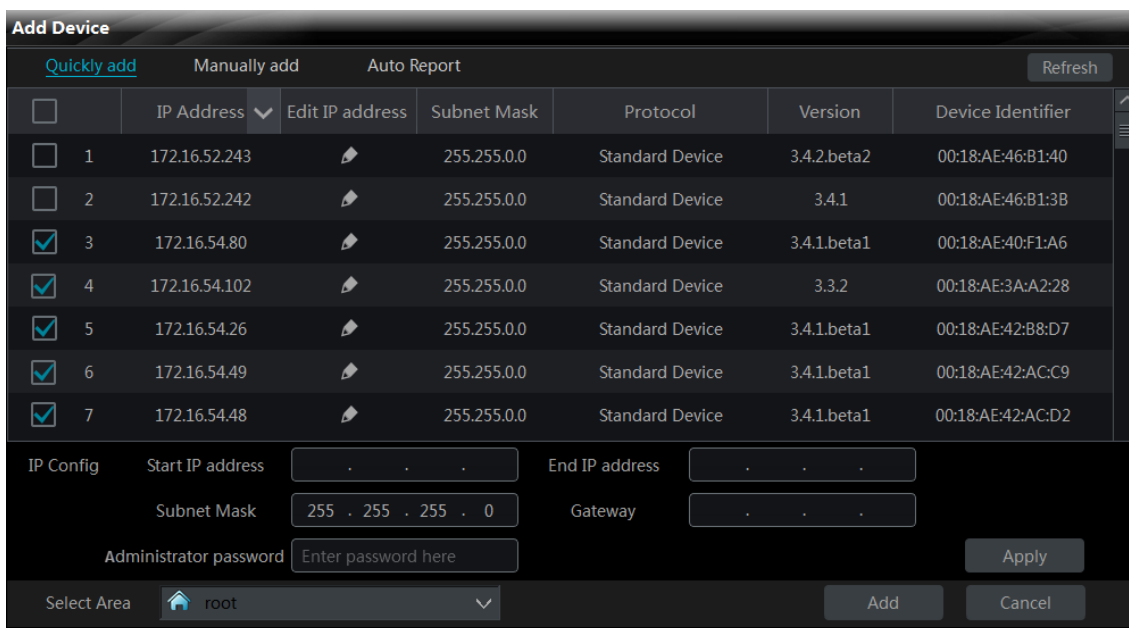 Add Device
Quickly add Manually add Auto Report Refresh
IP Address Edit IP address Subnet Mask Protocol Version Device Identifier
1 172.16.52.243 255.255.0.0 Standard Device 3.4.2.beta2 00:18:AE:46:B1:40
2 172.16.52.242 255.255.0.0 Standard Device 3.4.1 00:18:AE:46:B1:3B
3 172.16.54.80 255.255.0.0 Standard Device 3.4.1.beta1 00:18:AE:40:F1:A6
4 172.16.54.102 255.255.0.0 Standard Device 3.3.2 00:18:AE:3A:A2:28
5 172.16.54.26 255.255.0.0 Standard Device 3.4.1.beta1 00:18:AE:42:B8:D7
6 172.16.54.49 255.255.0.0 Standard Device 3.4.1.beta1 00:18:AE:42:AC:C9
7 172.16.54.48 255.255.0.0 Standard Device 3.4.1.beta1 00:18:AE:42:AC:D2
IP Config Start IP address . . . End IP address . . .
Subnet Mask 255 . 255 . 255 . 0 Gateway . . .
Administrator password Enter password here Apply
Select Area root Add Cancel